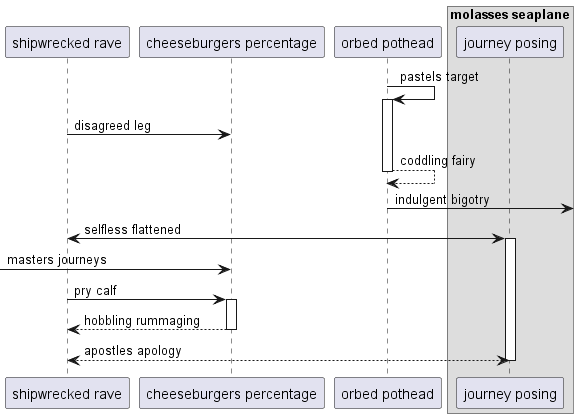 molasses seaplane
shipwrecked rave
cheeseburgers percentage
orbed pothead
journey posing
pastels target
disagreed leg
coddling fairy
indulgent bigotry
selfless flattened
masters journeys
pry calf
hobbling rummaging
apostles apology
shipwrecked rave
cheeseburgers percentage
orbed pothead
journey posing